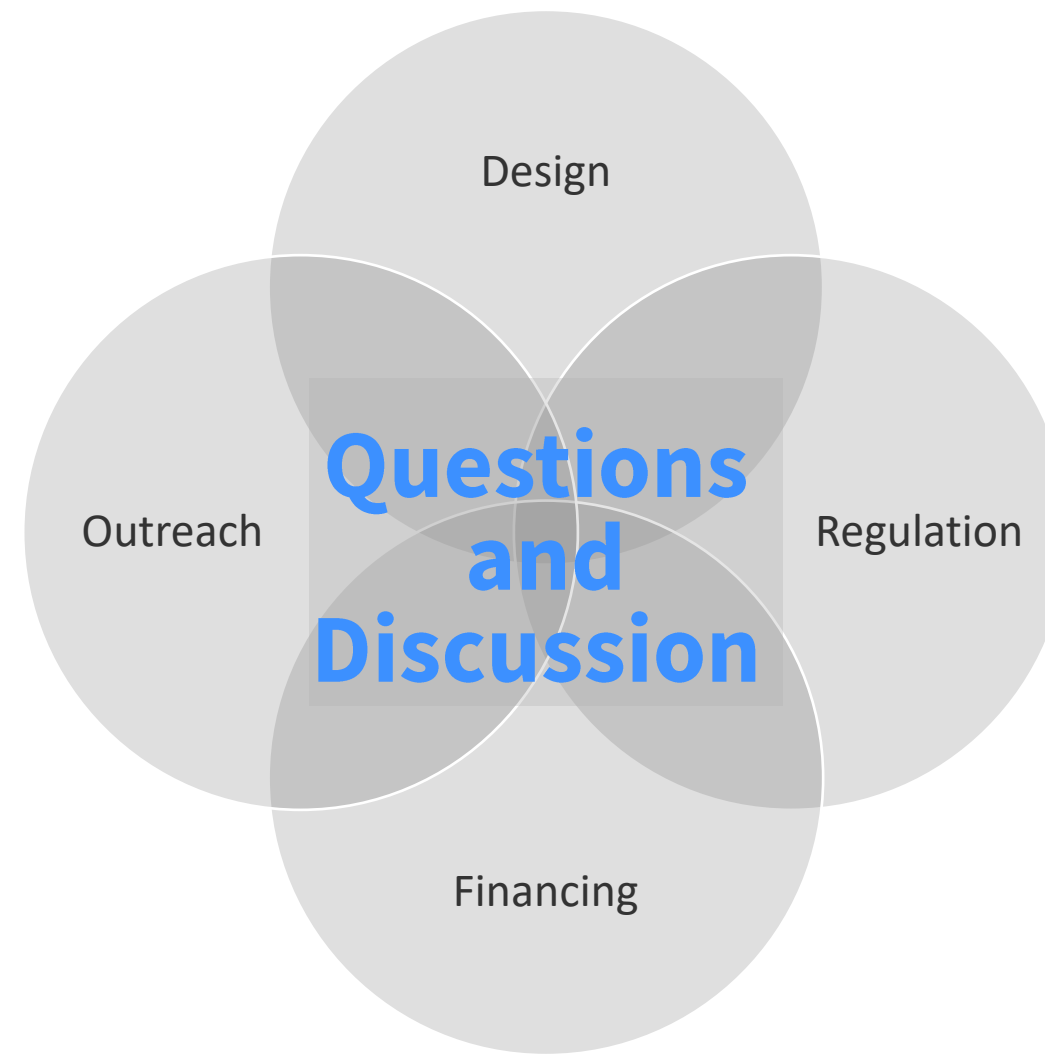 Design
Questions
and
Discussion
Outreach
Regulation
Financing